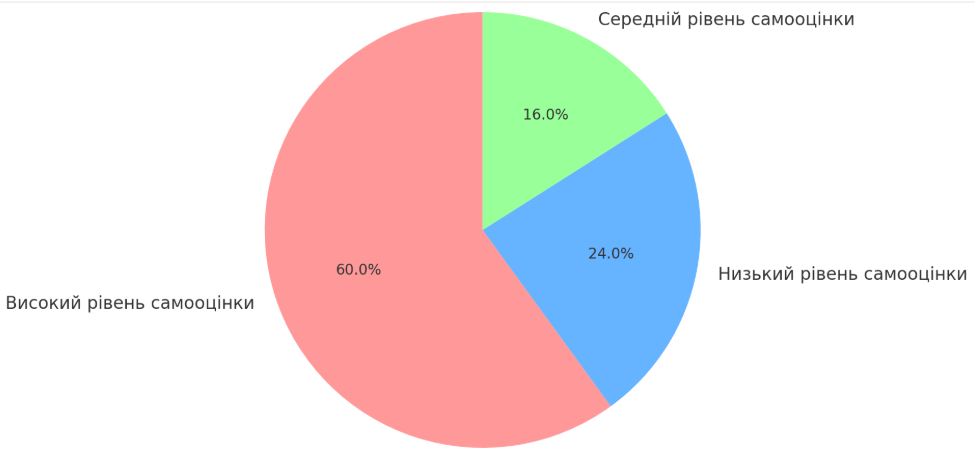 Середній рівень самооцінки
16.0%
24.0%
60.0%
Низький рівень самооцінки
Високий рівень самооцінки